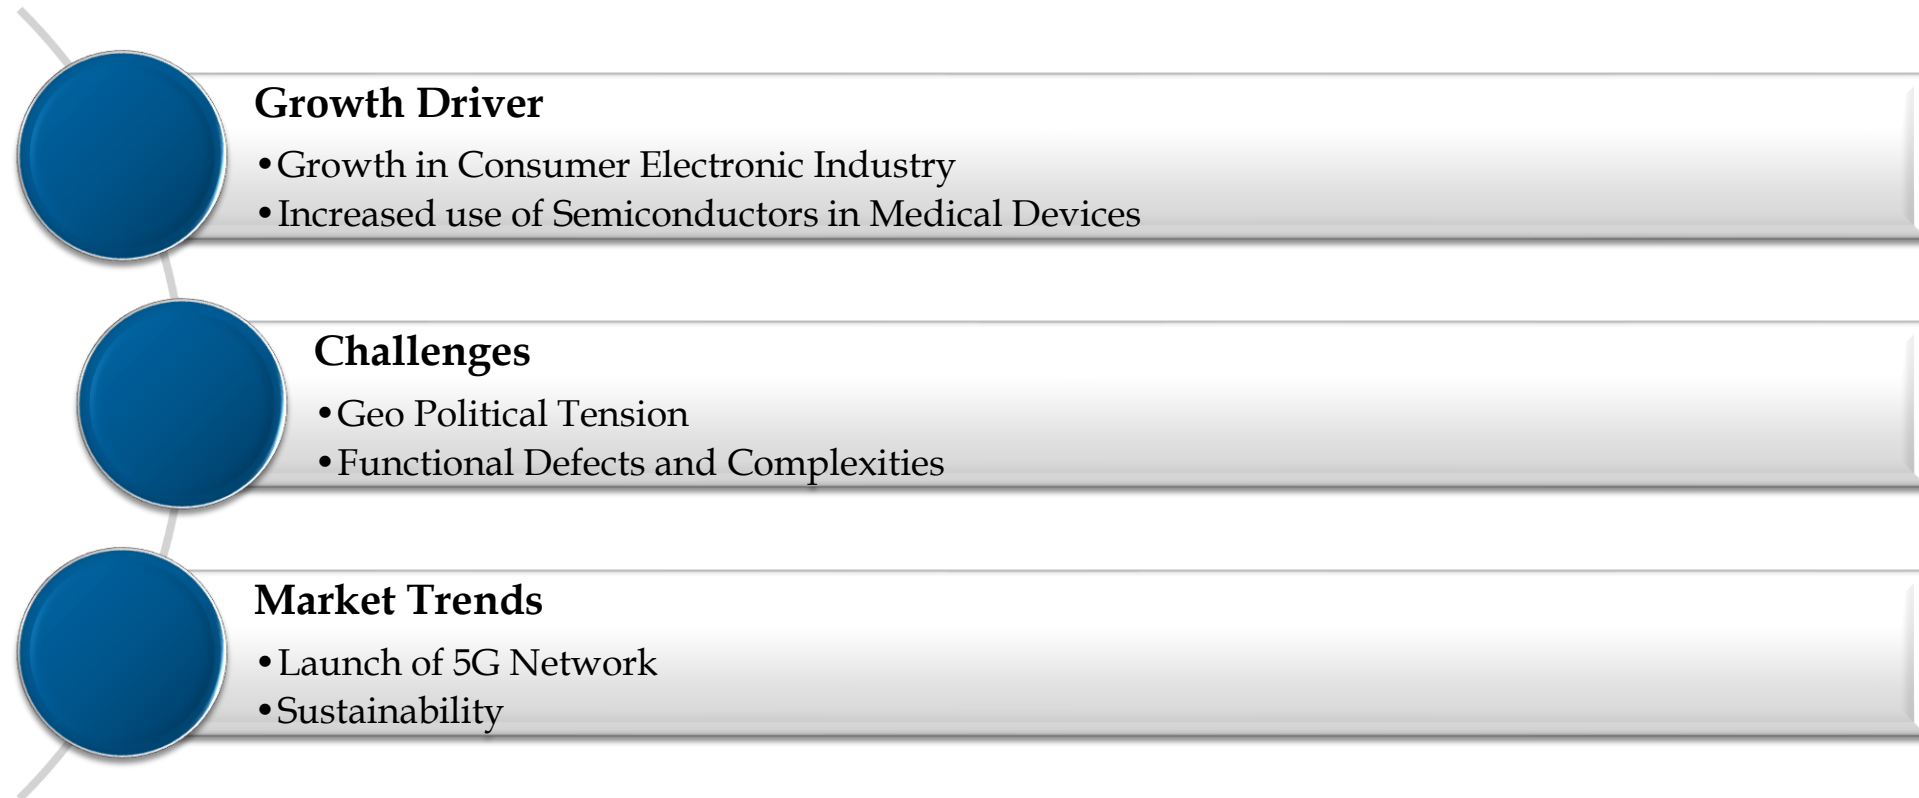 Growth Driver
•Growth in Consumer Electronic Industry
•Increased use of Semiconductors in Medical Devices
Challenges
•Geo Political Tension
•Functional Defects and Complexities
Market Trends
•Launch of 5G Network
•Sustainability